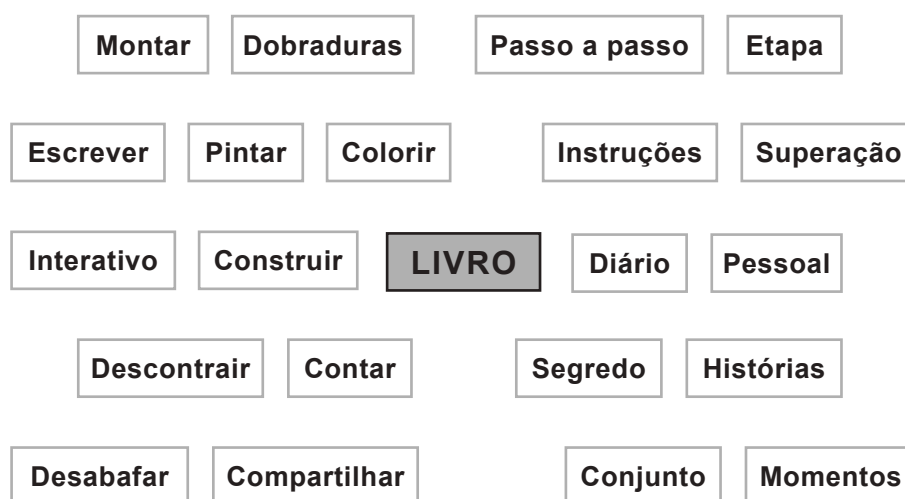 Montar Dobraduras Passo a passo Etapa
Escrever Pintar Colorir Instruções Superação
Interativo Construir LIVRO Diário Pessoal
Descontrair Contar Segredo Histórias
Desabafar Compartilhar Conjunto Momentos